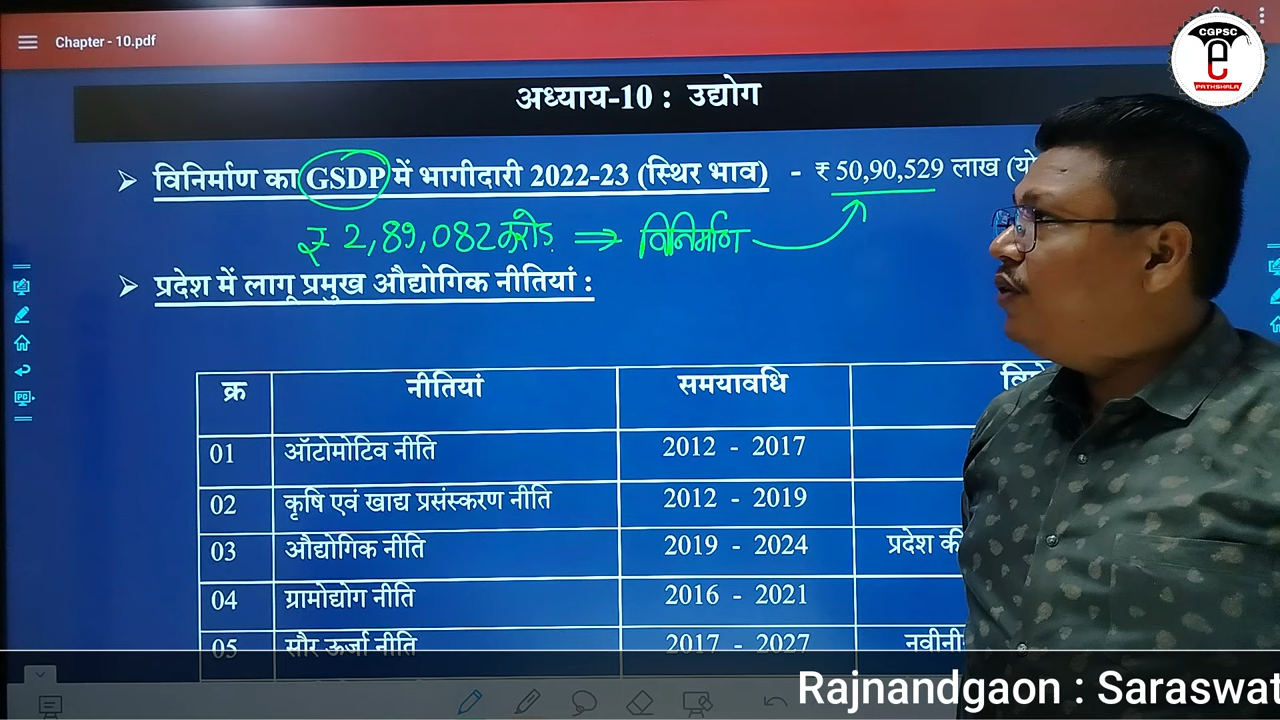 Chapter - 10.pdf
CGPSC
e
PATHSHALA
अध्याय-10 : उद्योग
➢ विनिर्माण का GSDP में भागीदारी 2022-23 (स्थिर भाव) - ₹ 50,90,529 लाख
₹ 2,89,082 करोड़ ⇒ विनिर्माण
➢ प्रदेश में लागू प्रमुख औद्योगिक नीतियां :
क्र नीतियां समयावधि
01 ऑटोमोटिव नीति 2012 - 2017
02 कृषि एवं खाद्य प्रसंस्करण नीति 2012 - 2019
03 औद्योगिक नीति 2019 - 2024 प्रदेश की
04 ग्रामोद्योग नीति 2016 - 2021
05 सौर ऊर्जा नीति 2017 - 2027
Rajnandgaon : Saraswat